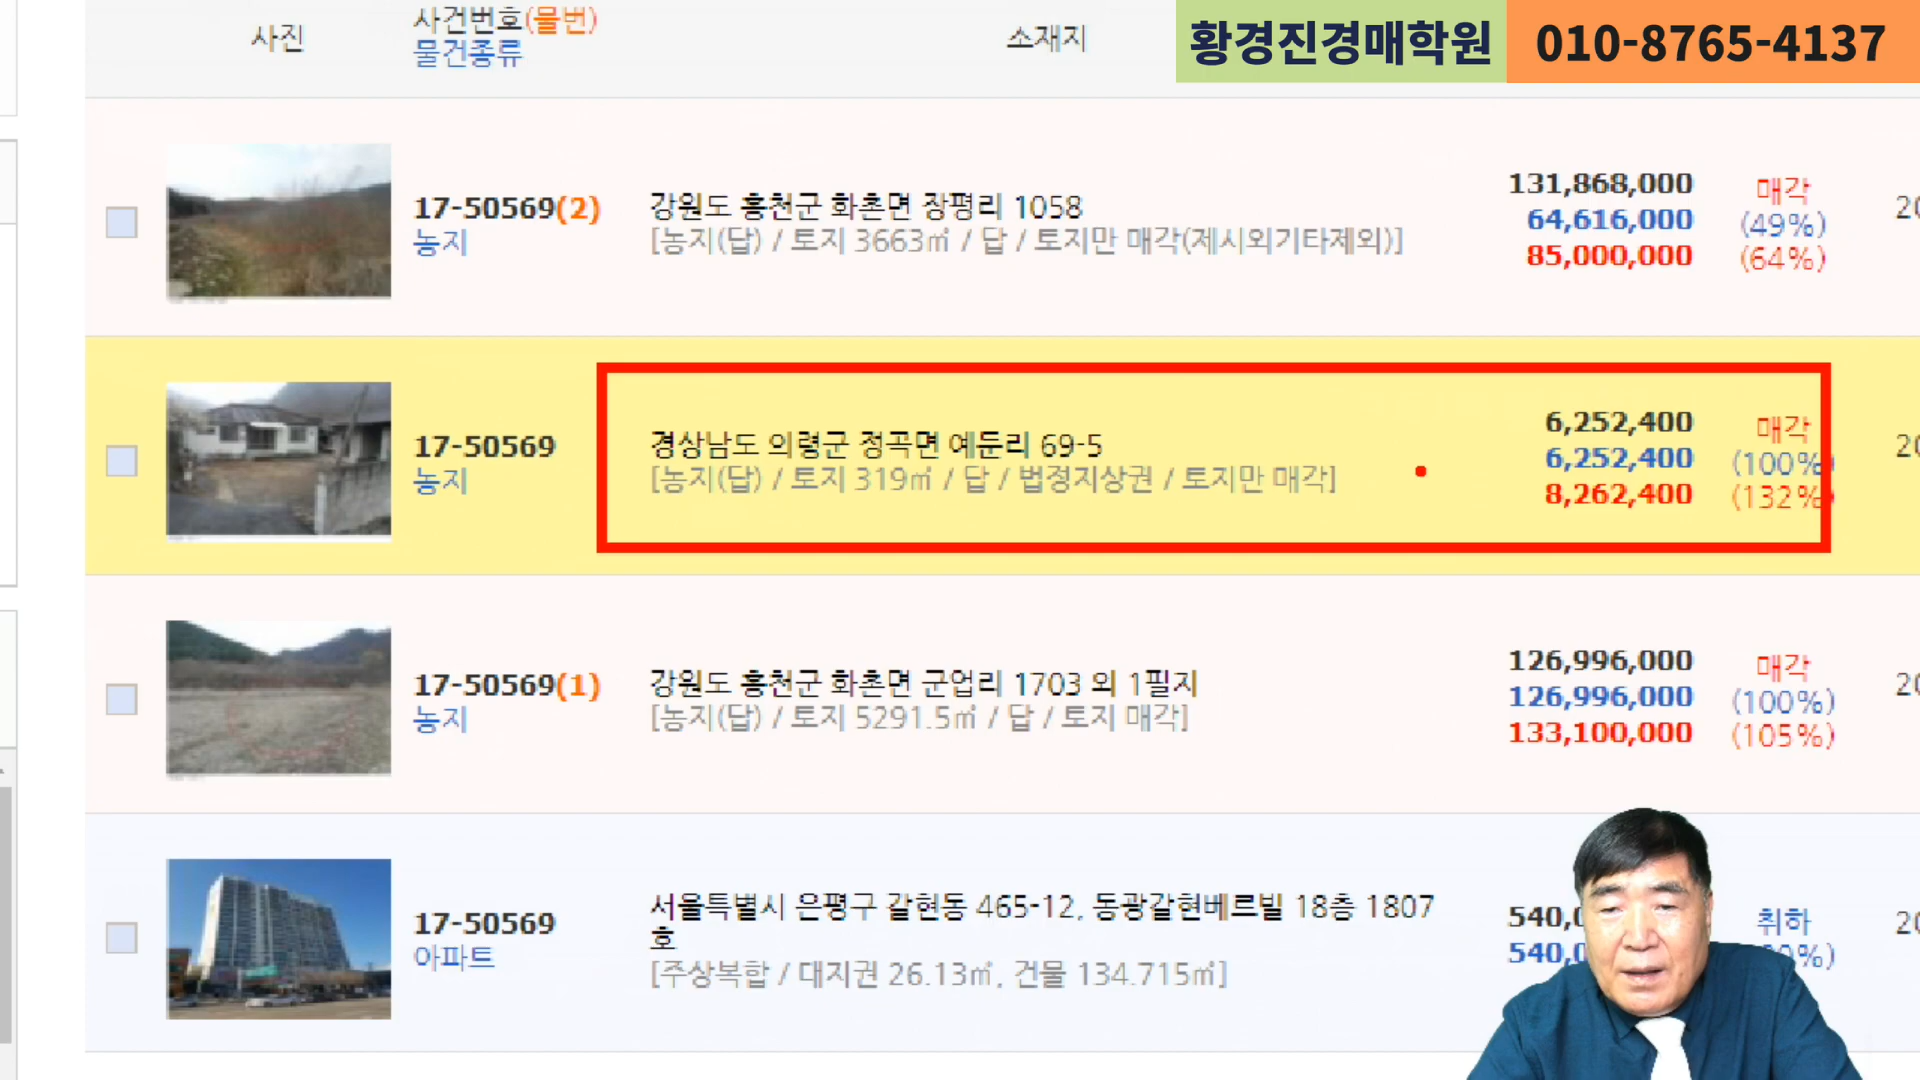 사진
사건번호(물번)
물건종류
소재지
황경진경매학원
010-8765-4137
17-50569(2)
농지
강원도 홍천군 화촌면 장평리 1058
[농지(답) / 토지 3663㎡ / 답 / 토지만 매각(제시외기타제외)]
131,868,000
64,616,000
85,000,000
매각
(49%)
(64%)
20
17-50569
농지
경상남도 의령군 정곡면 예둔리 69-5
[농지(답) / 토지 319㎡ / 답 / 법정지상권 / 토지만 매각]
6,252,400
6,252,400
8,262,400
매각
(100%)
(132%)
20
17-50569(1)
농지
강원도 홍천군 화촌면 군업리 1703 외 1필지
[농지(답) / 토지 5291.5㎡ / 답 / 토지 매각]
126,996,000
126,996,000
133,100,000
매각
(100%)
(105%)
20
17-50569
아파트
서울특별시 은평구 갈현동 465-12, 동광갈현베르빌 18층 1807
호
[주상복합 / 대지권 26.13㎡, 건물 134.715㎡]
540,0
540,0
취하
0%)
20